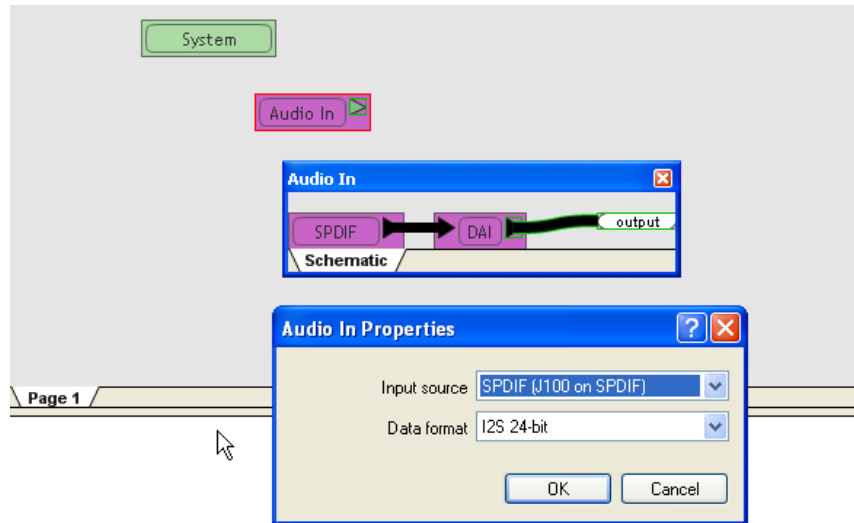 System
Audio In
Audio In
SPDIF DAI output
Schematic
Audio In Properties
Input source SPDIF (J100 on SPDIF)
Page 1
Data format I2S 24-bit
OK Cancel